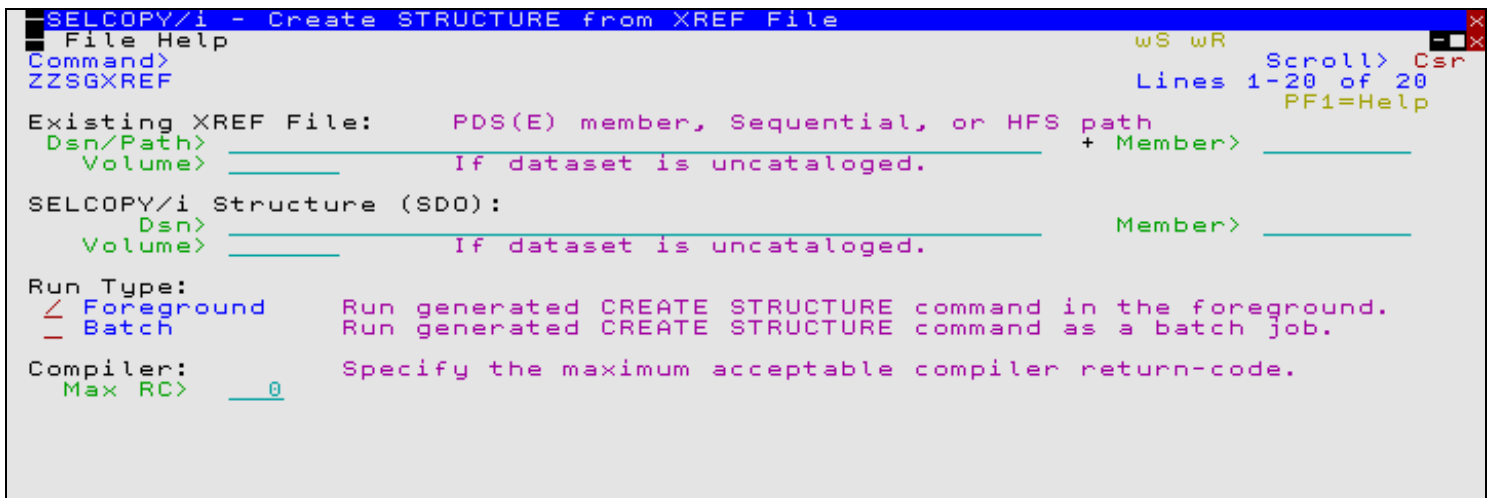 SELCOPY/i - Create STRUCTURE from XREF File
File Help wS wR
Command> Scroll> Csr
ZZSGXREF Lines 1-20 of 20
PF1=Help
Existing XREF File: PDS(E) member, Sequential, or HFS path
Dsn/Path> + Member>
Volume> If dataset is uncataloged.
SELCOPY/i Structure (SDO):
Dsn> Member>
Volume> If dataset is uncataloged.
Run Type:
/ Foreground Run generated CREATE STRUCTURE command in the foreground.
_ Batch Run generated CREATE STRUCTURE command as a batch job.
Compiler: Specify the maximum acceptable compiler return-code.
Max RC> 0